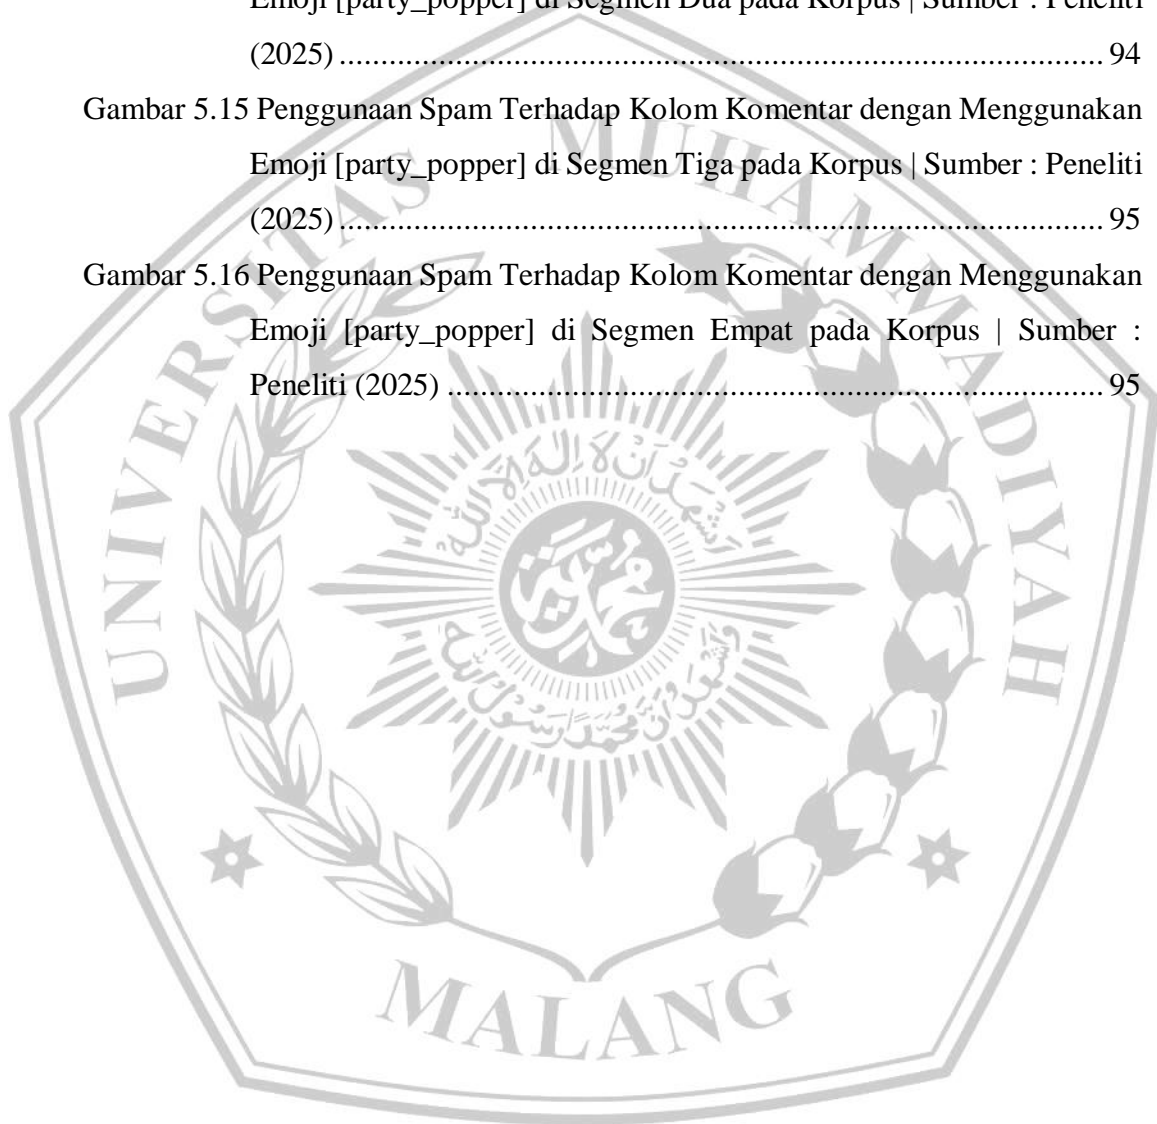 Emoji [party_popper] di Segmen Dua pada Korpus | Sumber : Peneliti
(2025) ............................................................................................ 94
Gambar 5.15 Penggunaan Spam Terhadap Kolom Komentar dengan Menggunakan
Emoji [party_popper] di Segmen Tiga pada Korpus | Sumber : Peneliti
(2025) ............................................................................................ 95
Gambar 5.16 Penggunaan Spam Terhadap Kolom Komentar dengan Menggunakan
Emoji [party_popper] di Segmen Empat pada Korpus | Sumber :
Peneliti (2025) ............................................................................... 95
UNIVERSITAS MUHAMMADIYAH
MALANG